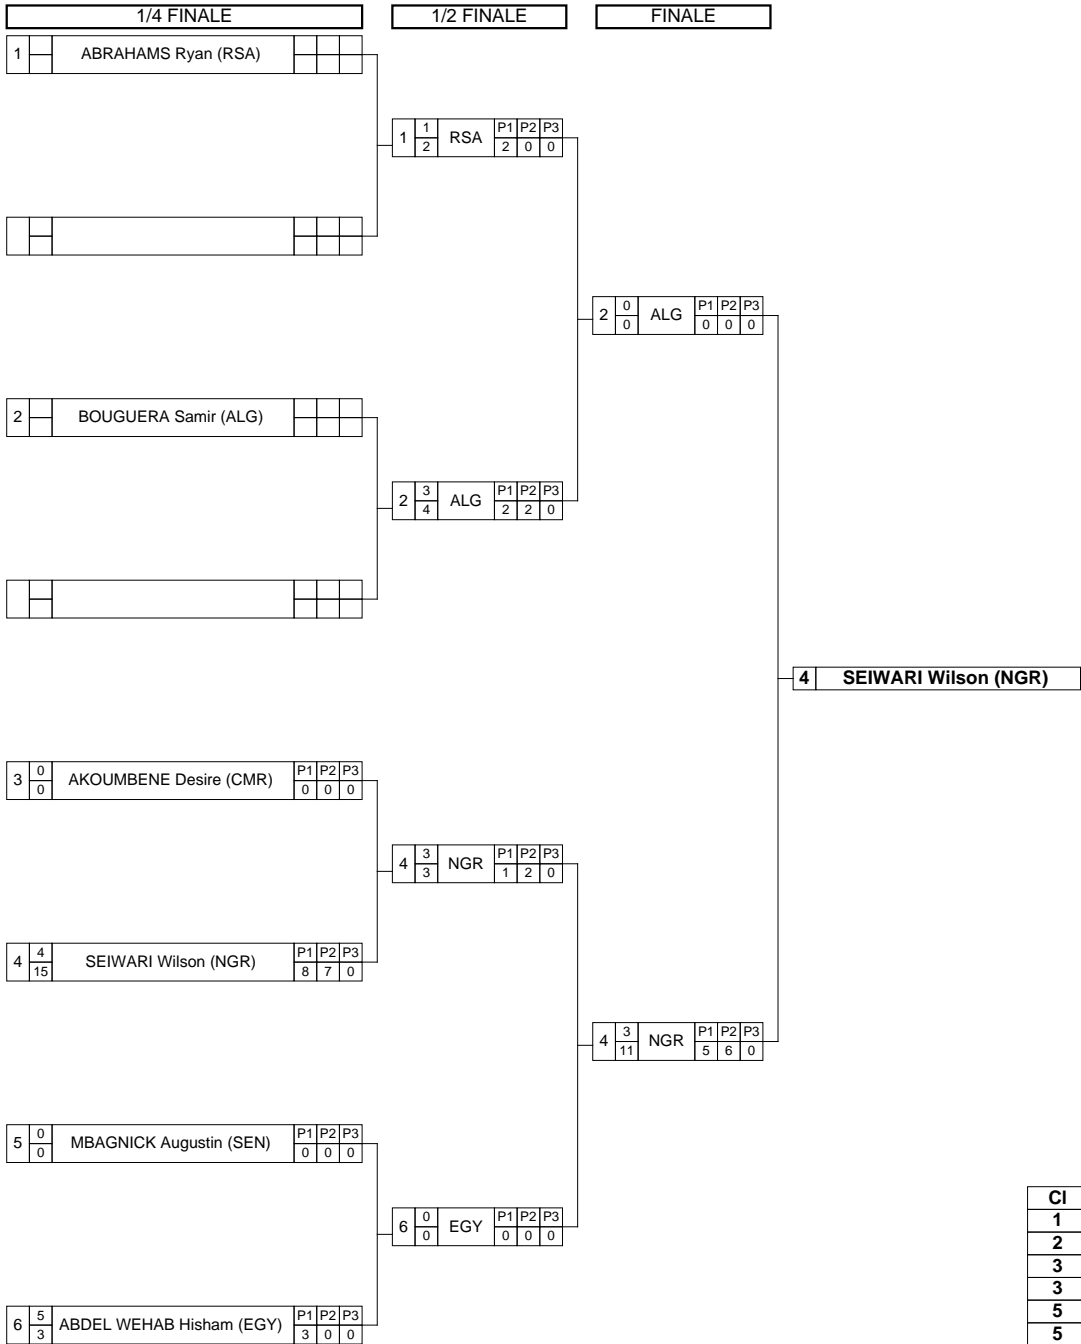 1/4 FINALE 1/2 FINALE FINALE
1 ABRAHAMS Ryan (RSA)
1 1 RSA P1 P2 P3
2 2 0 0
2 0 ALG P1 P2 P3
0 0 0 0
2 BOUGUERA Samir (ALG)
2 3 ALG P1 P2 P3
4 2 2 0
4 SEIWARI Wilson (NGR)
3 0 AKOUMBENE Desire (CMR) P1 P2 P3
0 0 0 0
4 3 NGR P1 P2 P3
3 1 2 0
4 4 SEIWARI Wilson (NGR) P1 P2 P3
15 8 7 0
4 3 NGR P1 P2 P3
11 5 6 0
5 0 MBAGNICK Augustin (SEN) P1 P2 P3
0 0 0 0
6 0 EGY P1 P2 P3
0 0 0 0
6 5 ABDEL WEHAB Hisham (EGY) P1 P2 P3
3 3 0 0
Cl
1
2
3
3
5
5